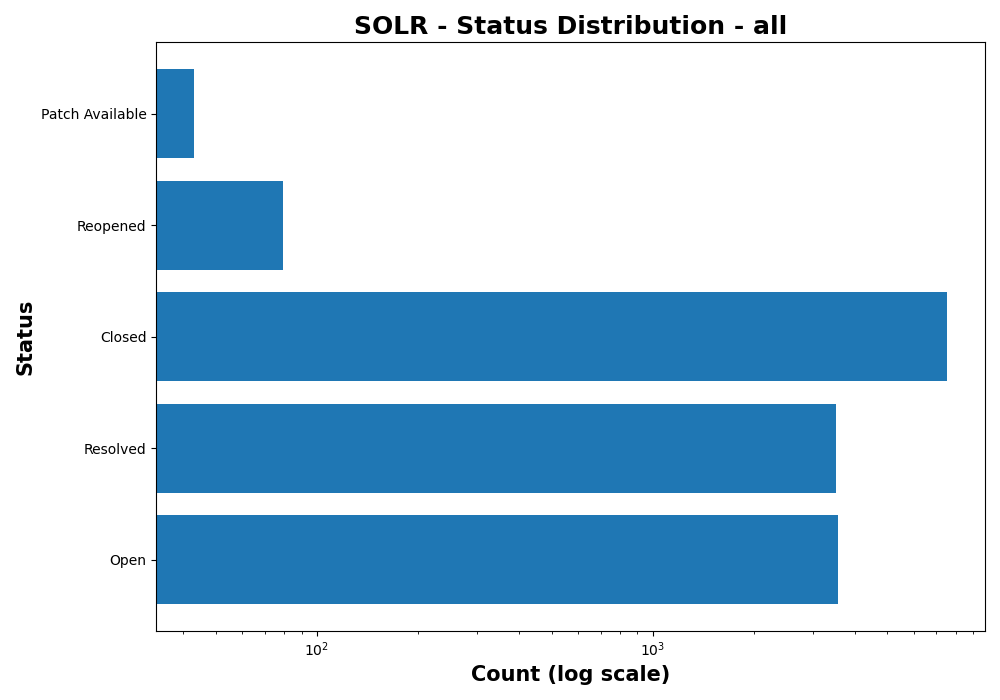 SOLR - Status Distribution - all
Patch Available
Reopened
Closed
Resolved
Open
Status
10²
10³
Count (log scale)